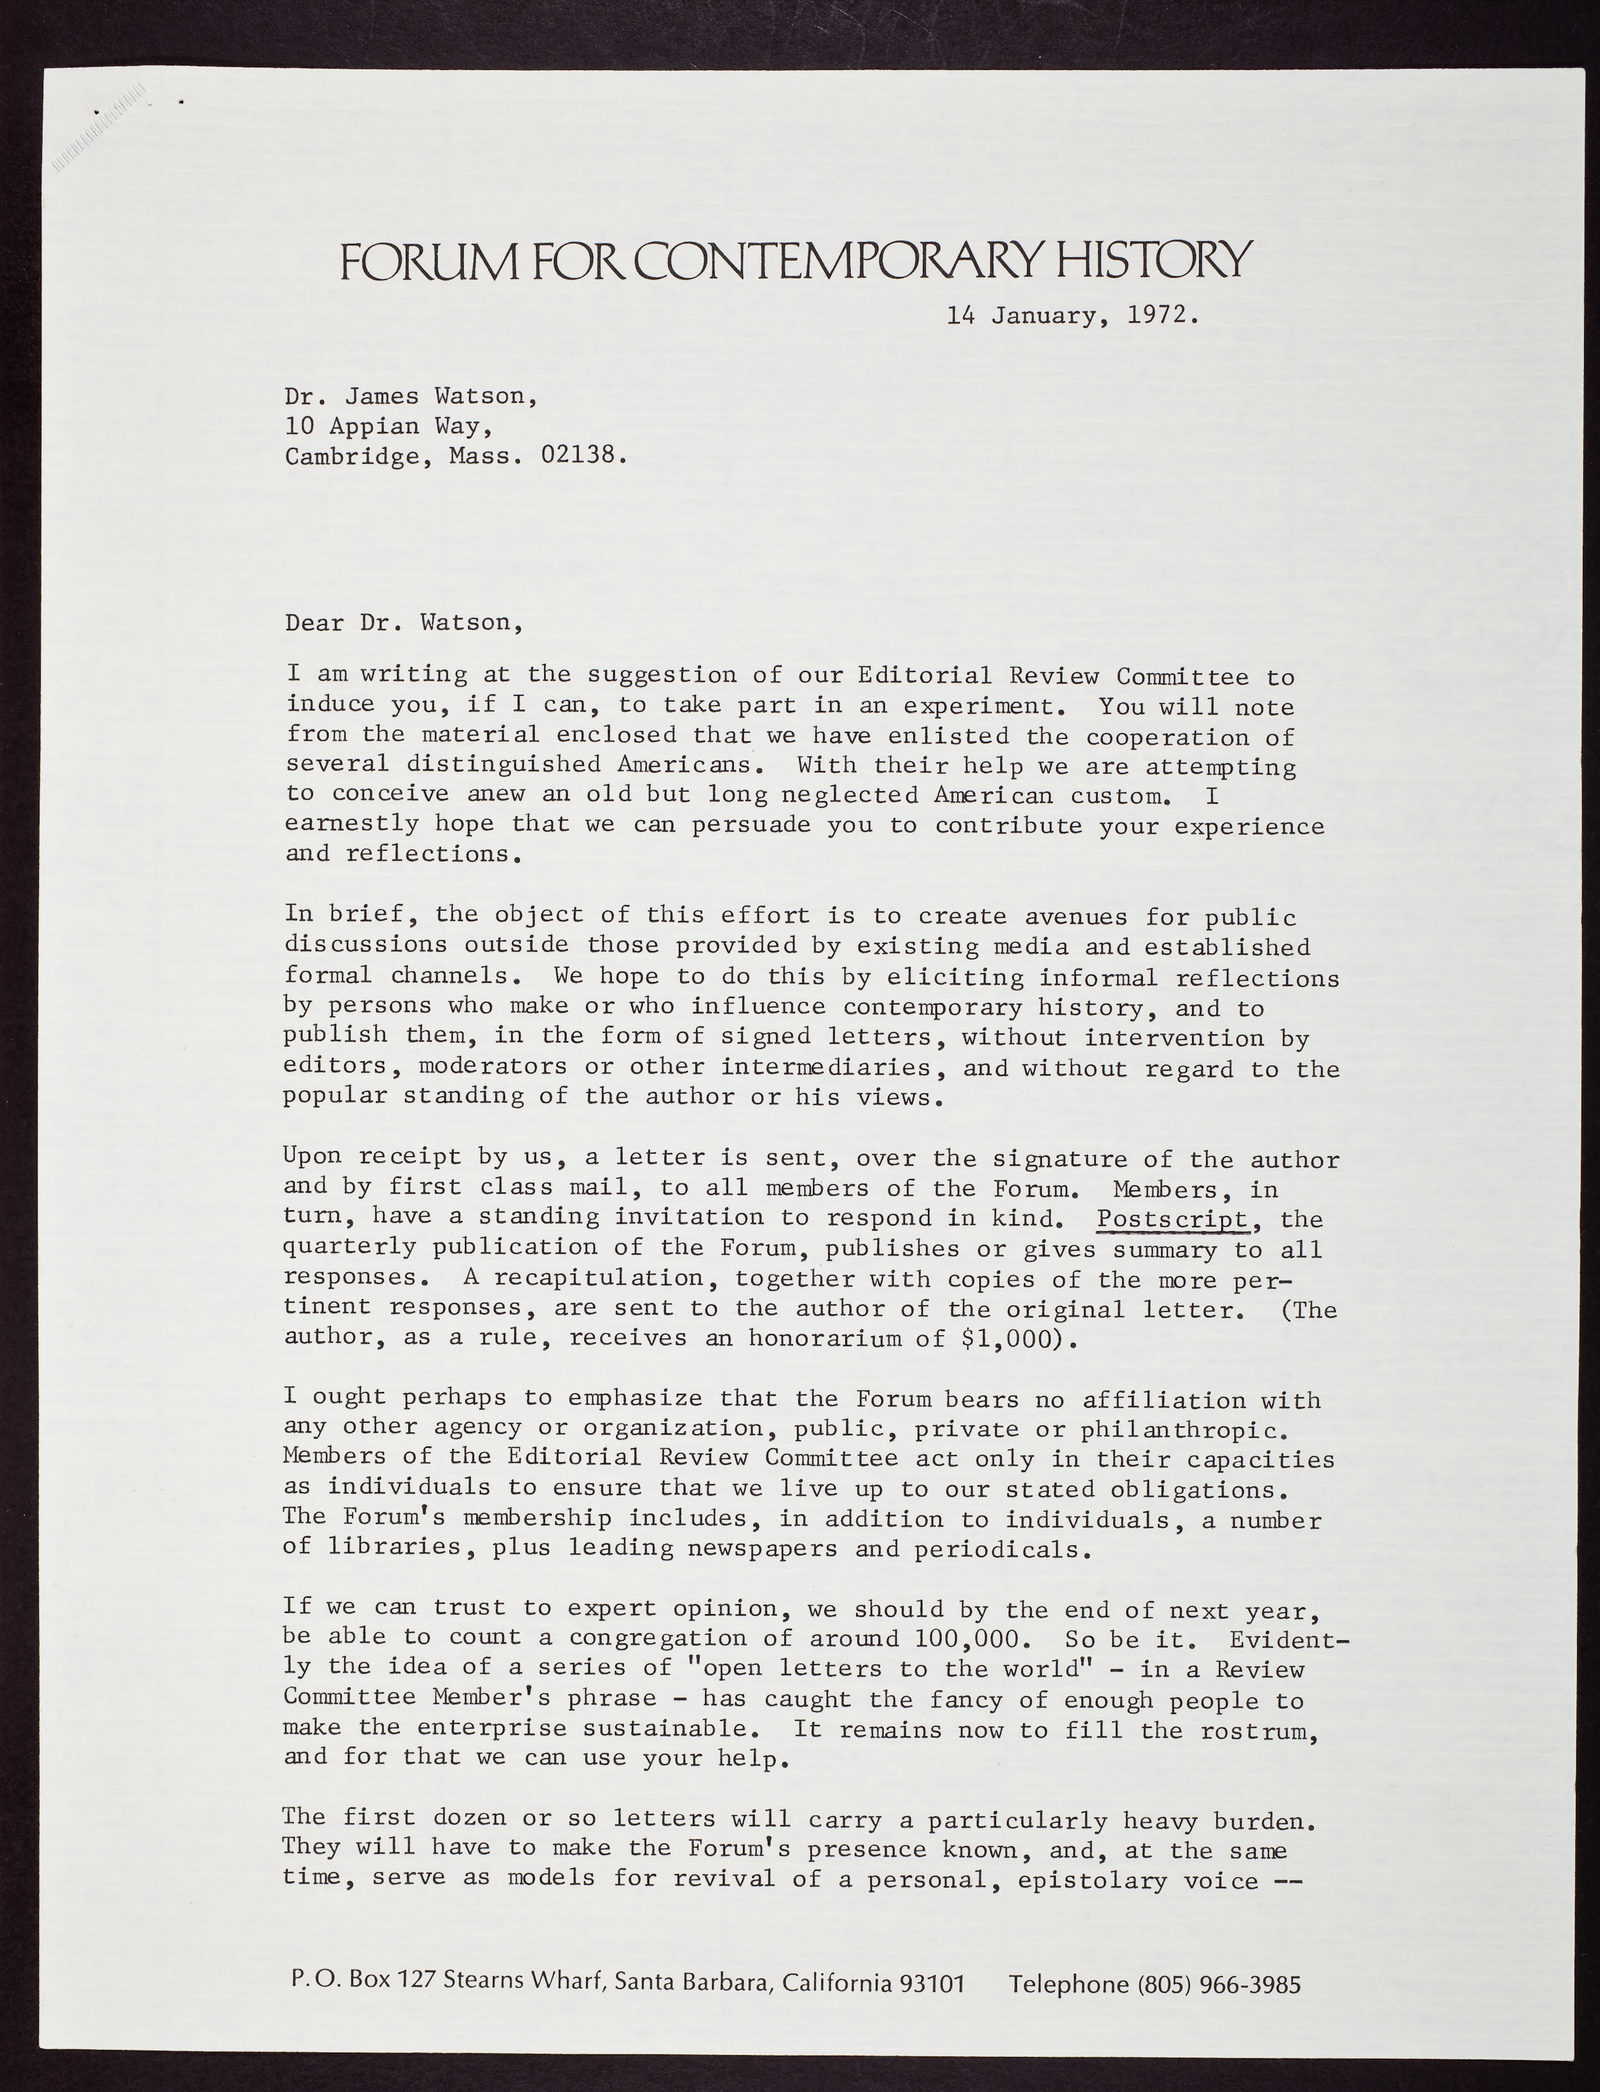 FORUM FOR CONTEMPORARY HISTORY
14 January, 1972.
Dr. James Watson,
10 Appian Way,
Cambridge, Mass. 02138.
Dear Dr. Watson,
I am writing at the suggestion of our Editorial Review Committee to
induce you, if I can, to take part in an experiment.  You will note
from the material enclosed that we have enlisted the cooperation of
several distinguished Americans.  With their help we are attempting
to conceive anew an old but long neglected American custom.  I
earnestly hope that we can persuade you to contribute your experience
and reflections.
In brief, the object of this effort is to create avenues for public
discussions outside those provided by existing media and established
formal channels.  We hope to do this by eliciting informal reflections
by persons who make or who influence contemporary history, and to
publish them, in the form of signed letters, without intervention by
editors, moderators or other intermediaries, and without regard to the
popular standing of the author or his views.
Upon receipt by us, a letter is sent, over the signature of the author
and by first class mail, to all members of the Forum.  Members, in
turn, have a standing invitation to respond in kind.  Postscript, the
quarterly publication of the Forum, publishes or gives summary to all
responses.  A recapitulation, together with copies of the more per-
tinent responses, are sent to the author of the original letter.  (The
author, as a rule, receives an honorarium of $1,000).
I ought perhaps to emphasize that the Forum bears no affiliation with
any other agency or organization, public, private or philanthropic.
Members of the Editorial Review Committee act only in their capacities
as individuals to ensure that we live up to our stated obligations.
The Forum's membership includes, in addition to individuals, a number
of libraries, plus leading newspapers and periodicals.
If we can trust to expert opinion, we should by the end of next year,
be able to count a congregation of around 100,000.  So be it.  Evident-
ly the idea of a series of "open letters to the world" - in a Review
Committee Member's phrase - has caught the fancy of enough people to
make the enterprise sustainable.  It remains now to fill the rostrum,
and for that we can use your help.
The first dozen or so letters will carry a particularly heavy burden.
They will have to make the Forum's presence known, and, at the same
time, serve as models for revival of a personal, epistolary voice --
P.O. Box 127 Stearns Wharf, Santa Barbara, California 93101   Telephone (805) 966-3985